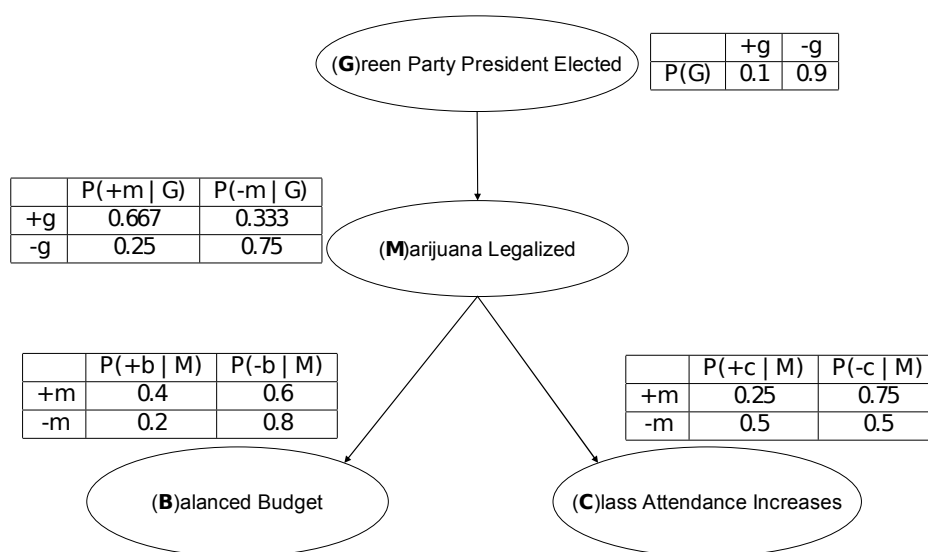 (G)reen Party President Elected
+g -g
P(G) 0.1 0.9
P(+m | G) P(-m | G)
+g 0.667 0.333
-g 0.25 0.75
(M)arijuana Legalized
P(+b | M) P(-b | M)
+m 0.4 0.6
-m 0.2 0.8
P(+c | M) P(-c | M)
+m 0.25 0.75
-m 0.5 0.5
(B)alanced Budget
(C)lass Attendance Increases